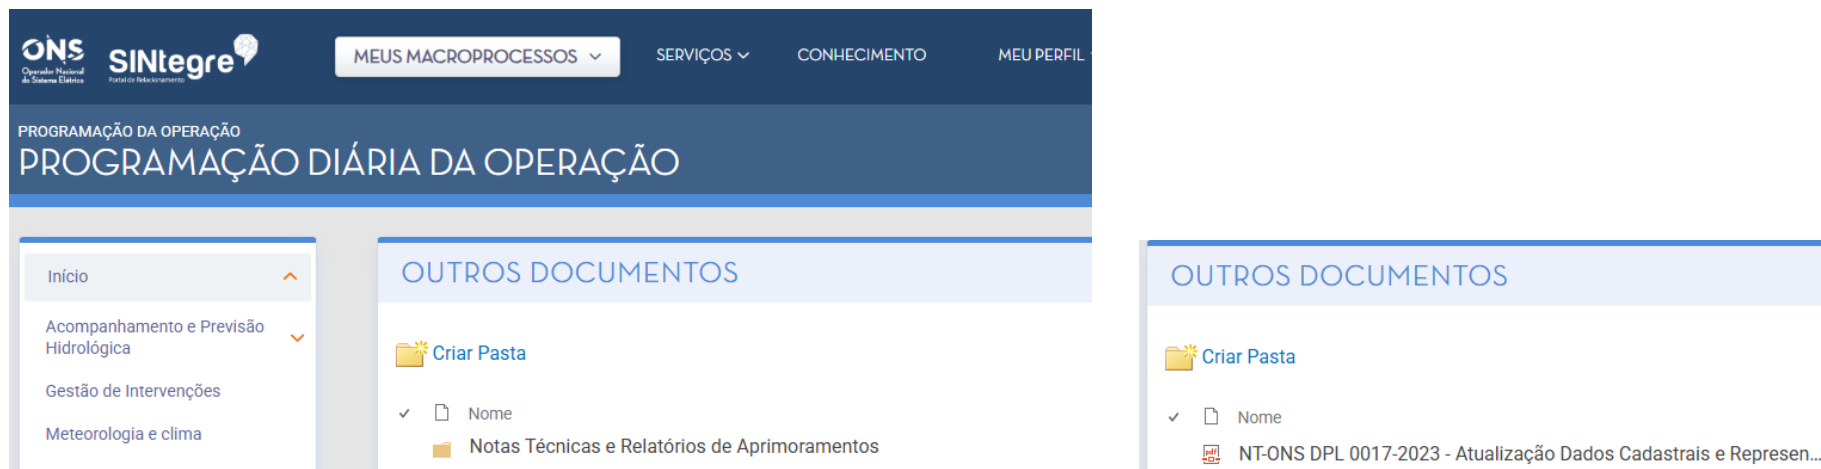 ONS
Operador Nacional
do Sistema Elétrico
SINtegre
Portal de Relacionamento
MEUS MACROPROCESSOS
SERVIÇOS
CONHECIMENTO
MEU PERFIL
PROGRAMAÇÃO DA OPERAÇÃO
PROGRAMAÇÃO DIÁRIA DA OPERAÇÃO
Início
Acompanhamento e Previsão
Hidrológica
Gestão de Intervenções
Meteorologia e clima
OUTROS DOCUMENTOS
Criar Pasta
Nome
Notas Técnicas e Relatórios de Aprimoramentos
OUTROS DOCUMENTOS
Criar Pasta
Nome
NT-ONS DPL 0017-2023 - Atualização Dados Cadastrais e Represen...